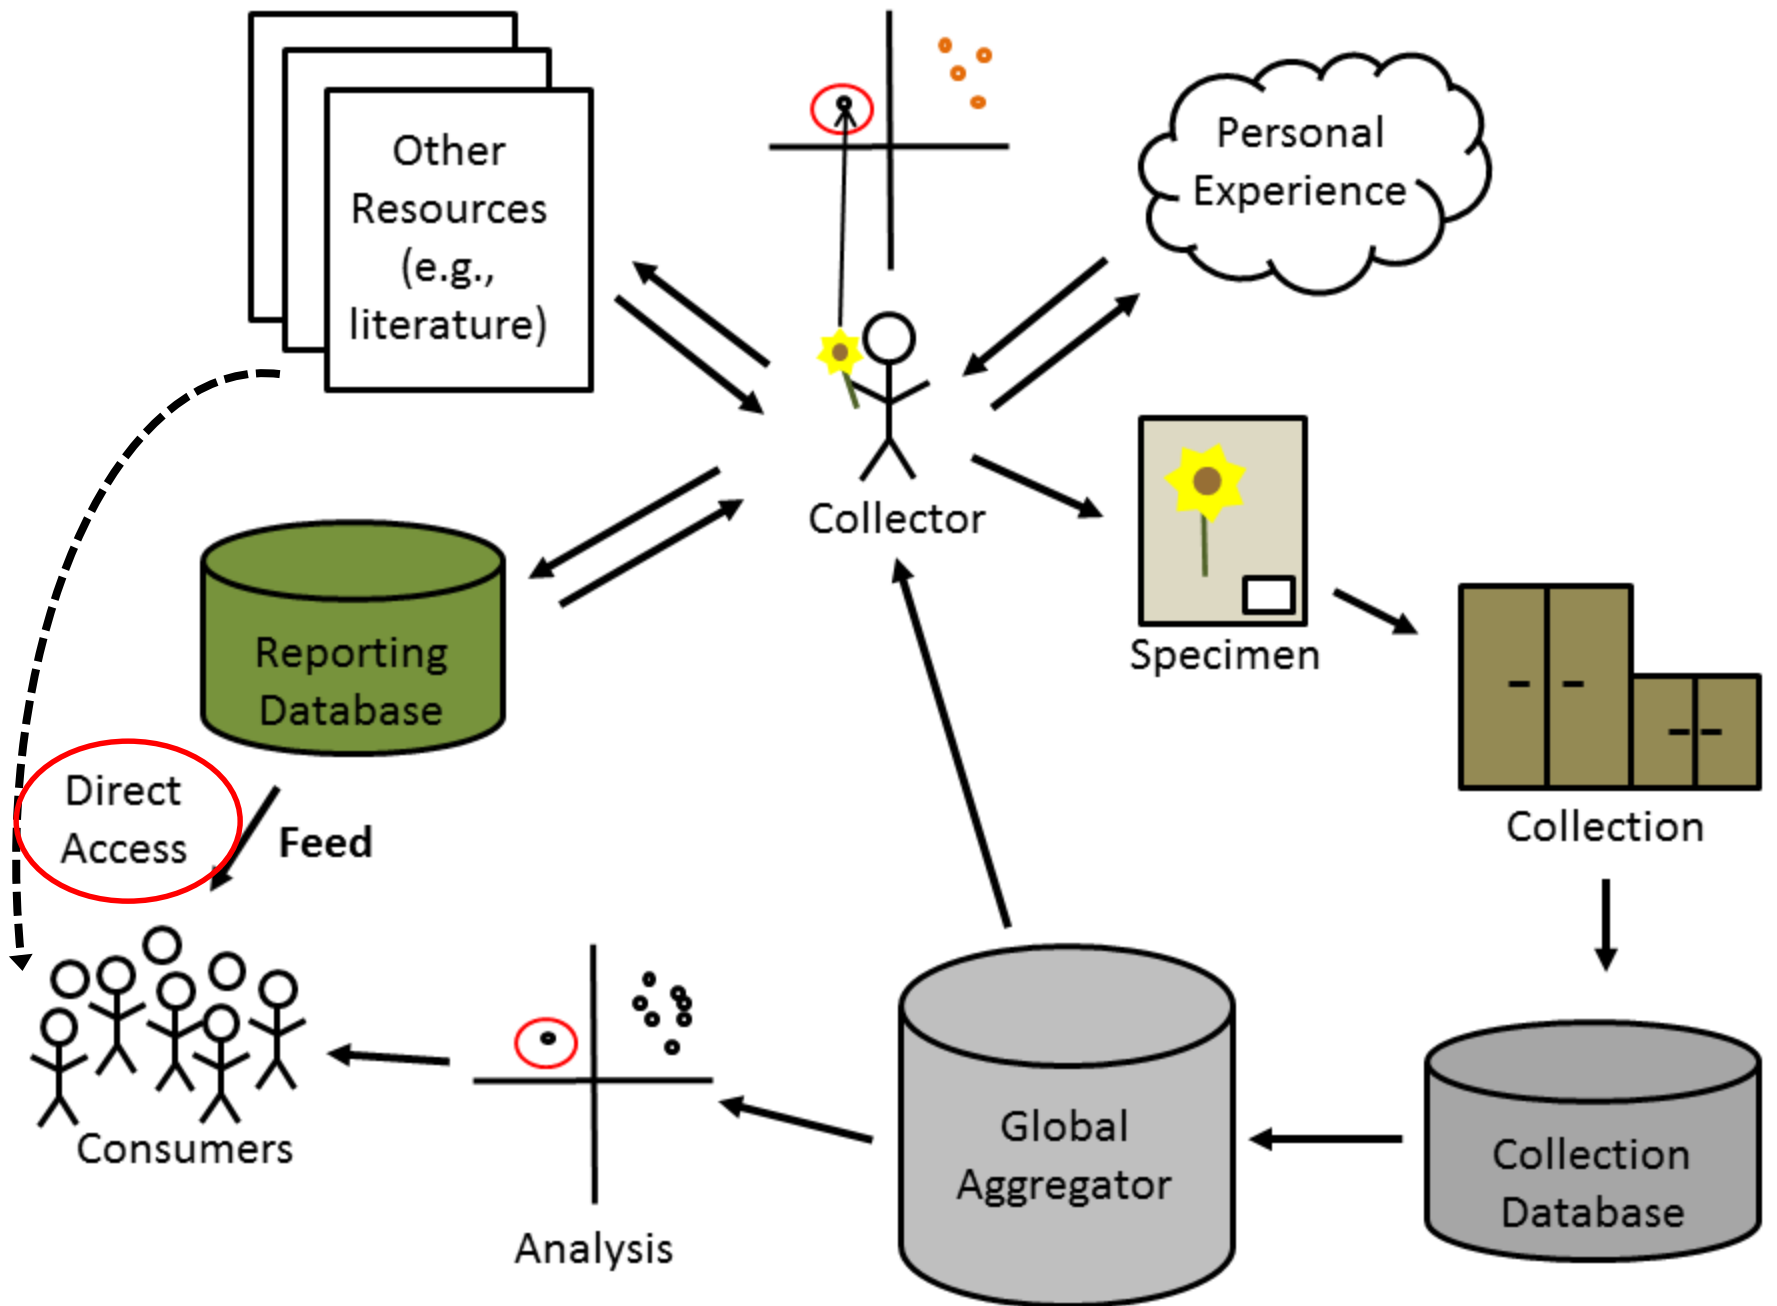 Other
Resources
(e.g.,
literature)
Personal
Experience
Collector
Specimen
Reporting
Database
Direct
Access
Feed
Collection
Consumers
Analysis
Global
Aggregator
Collection
Database